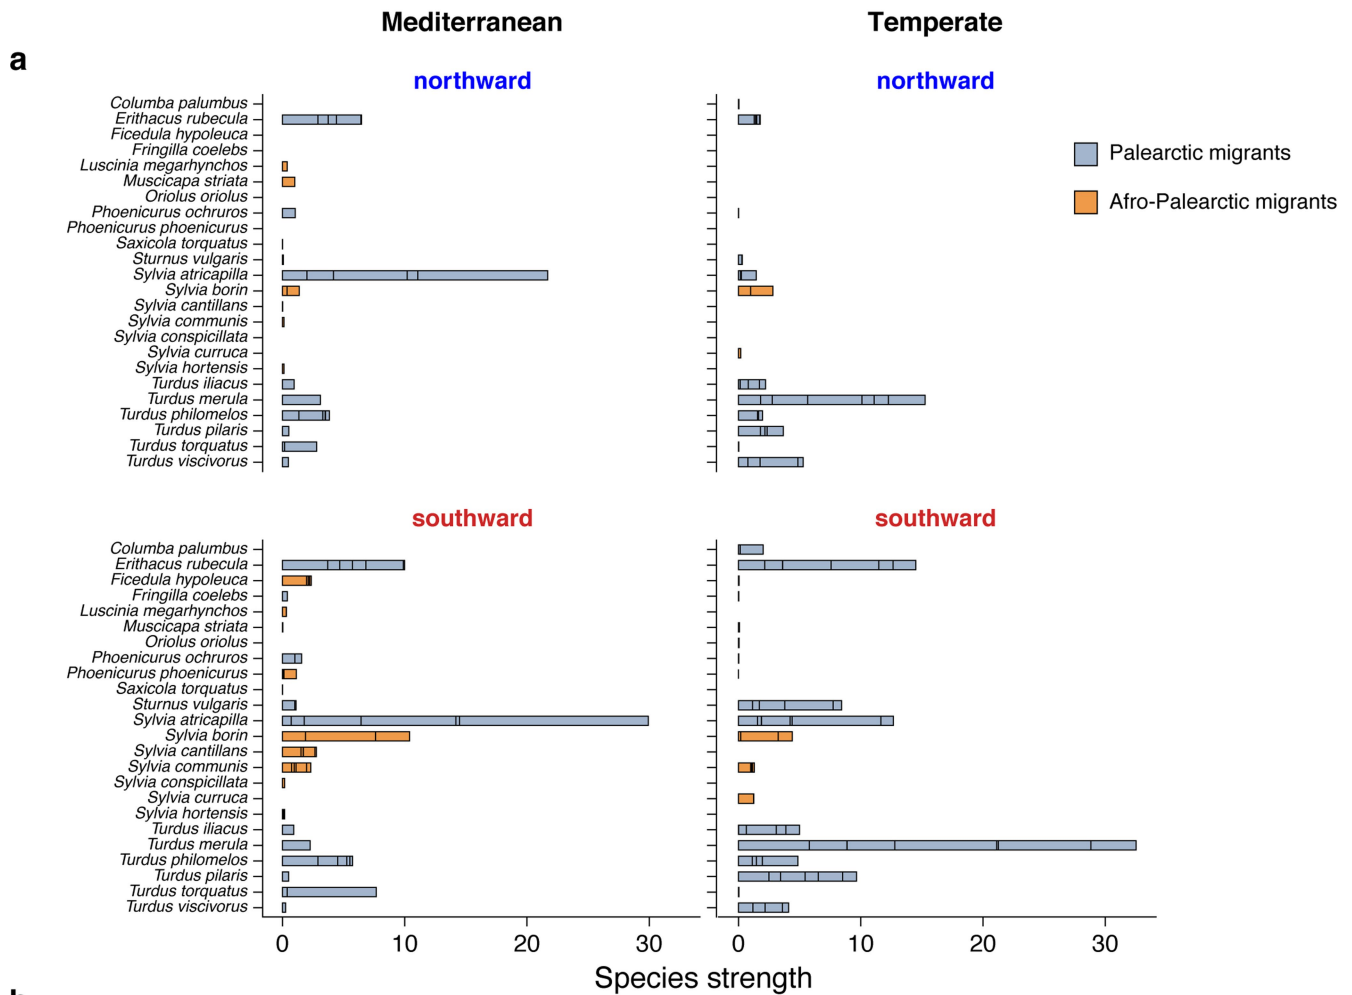 Mediterranean
Temperate
a
northward
northward
Columba palumbus
Erithacus rubecula
Ficedula hypoleuca
Fringilla coelebs
Luscinia megarhynchos
Muscicapa striata
Oriolus oriolus
Phoenicurus ochruros
Phoenicurus phoenicurus
Saxicola torquatus
Sturnus vulgaris
Sylvia atricapilla
Sylvia borin
Sylvia cantillans
Sylvia communis
Sylvia conspicillata
Sylvia curruca
Sylvia hortensis
Turdus iliacus
Turdus merula
Turdus philomelos
Turdus pilaris
Turdus torquatus
Turdus viscivorus
Palearctic migrants
Afro-Palearctic migrants
southward
southward
Columba palumbus
Erithacus rubecula
Ficedula hypoleuca
Fringilla coelebs
Luscinia megarhynchos
Muscicapa striata
Oriolus oriolus
Phoenicurus ochruros
Phoenicurus phoenicurus
Saxicola torquatus
Sturnus vulgaris
Sylvia atricapilla
Sylvia borin
Sylvia cantillans
Sylvia communis
Sylvia conspicillata
Sylvia curruca
Sylvia hortensis
Turdus iliacus
Turdus merula
Turdus philomelos
Turdus pilaris
Turdus torquatus
Turdus viscivorus
0 10 20 30
0 10 20 30
Species strength